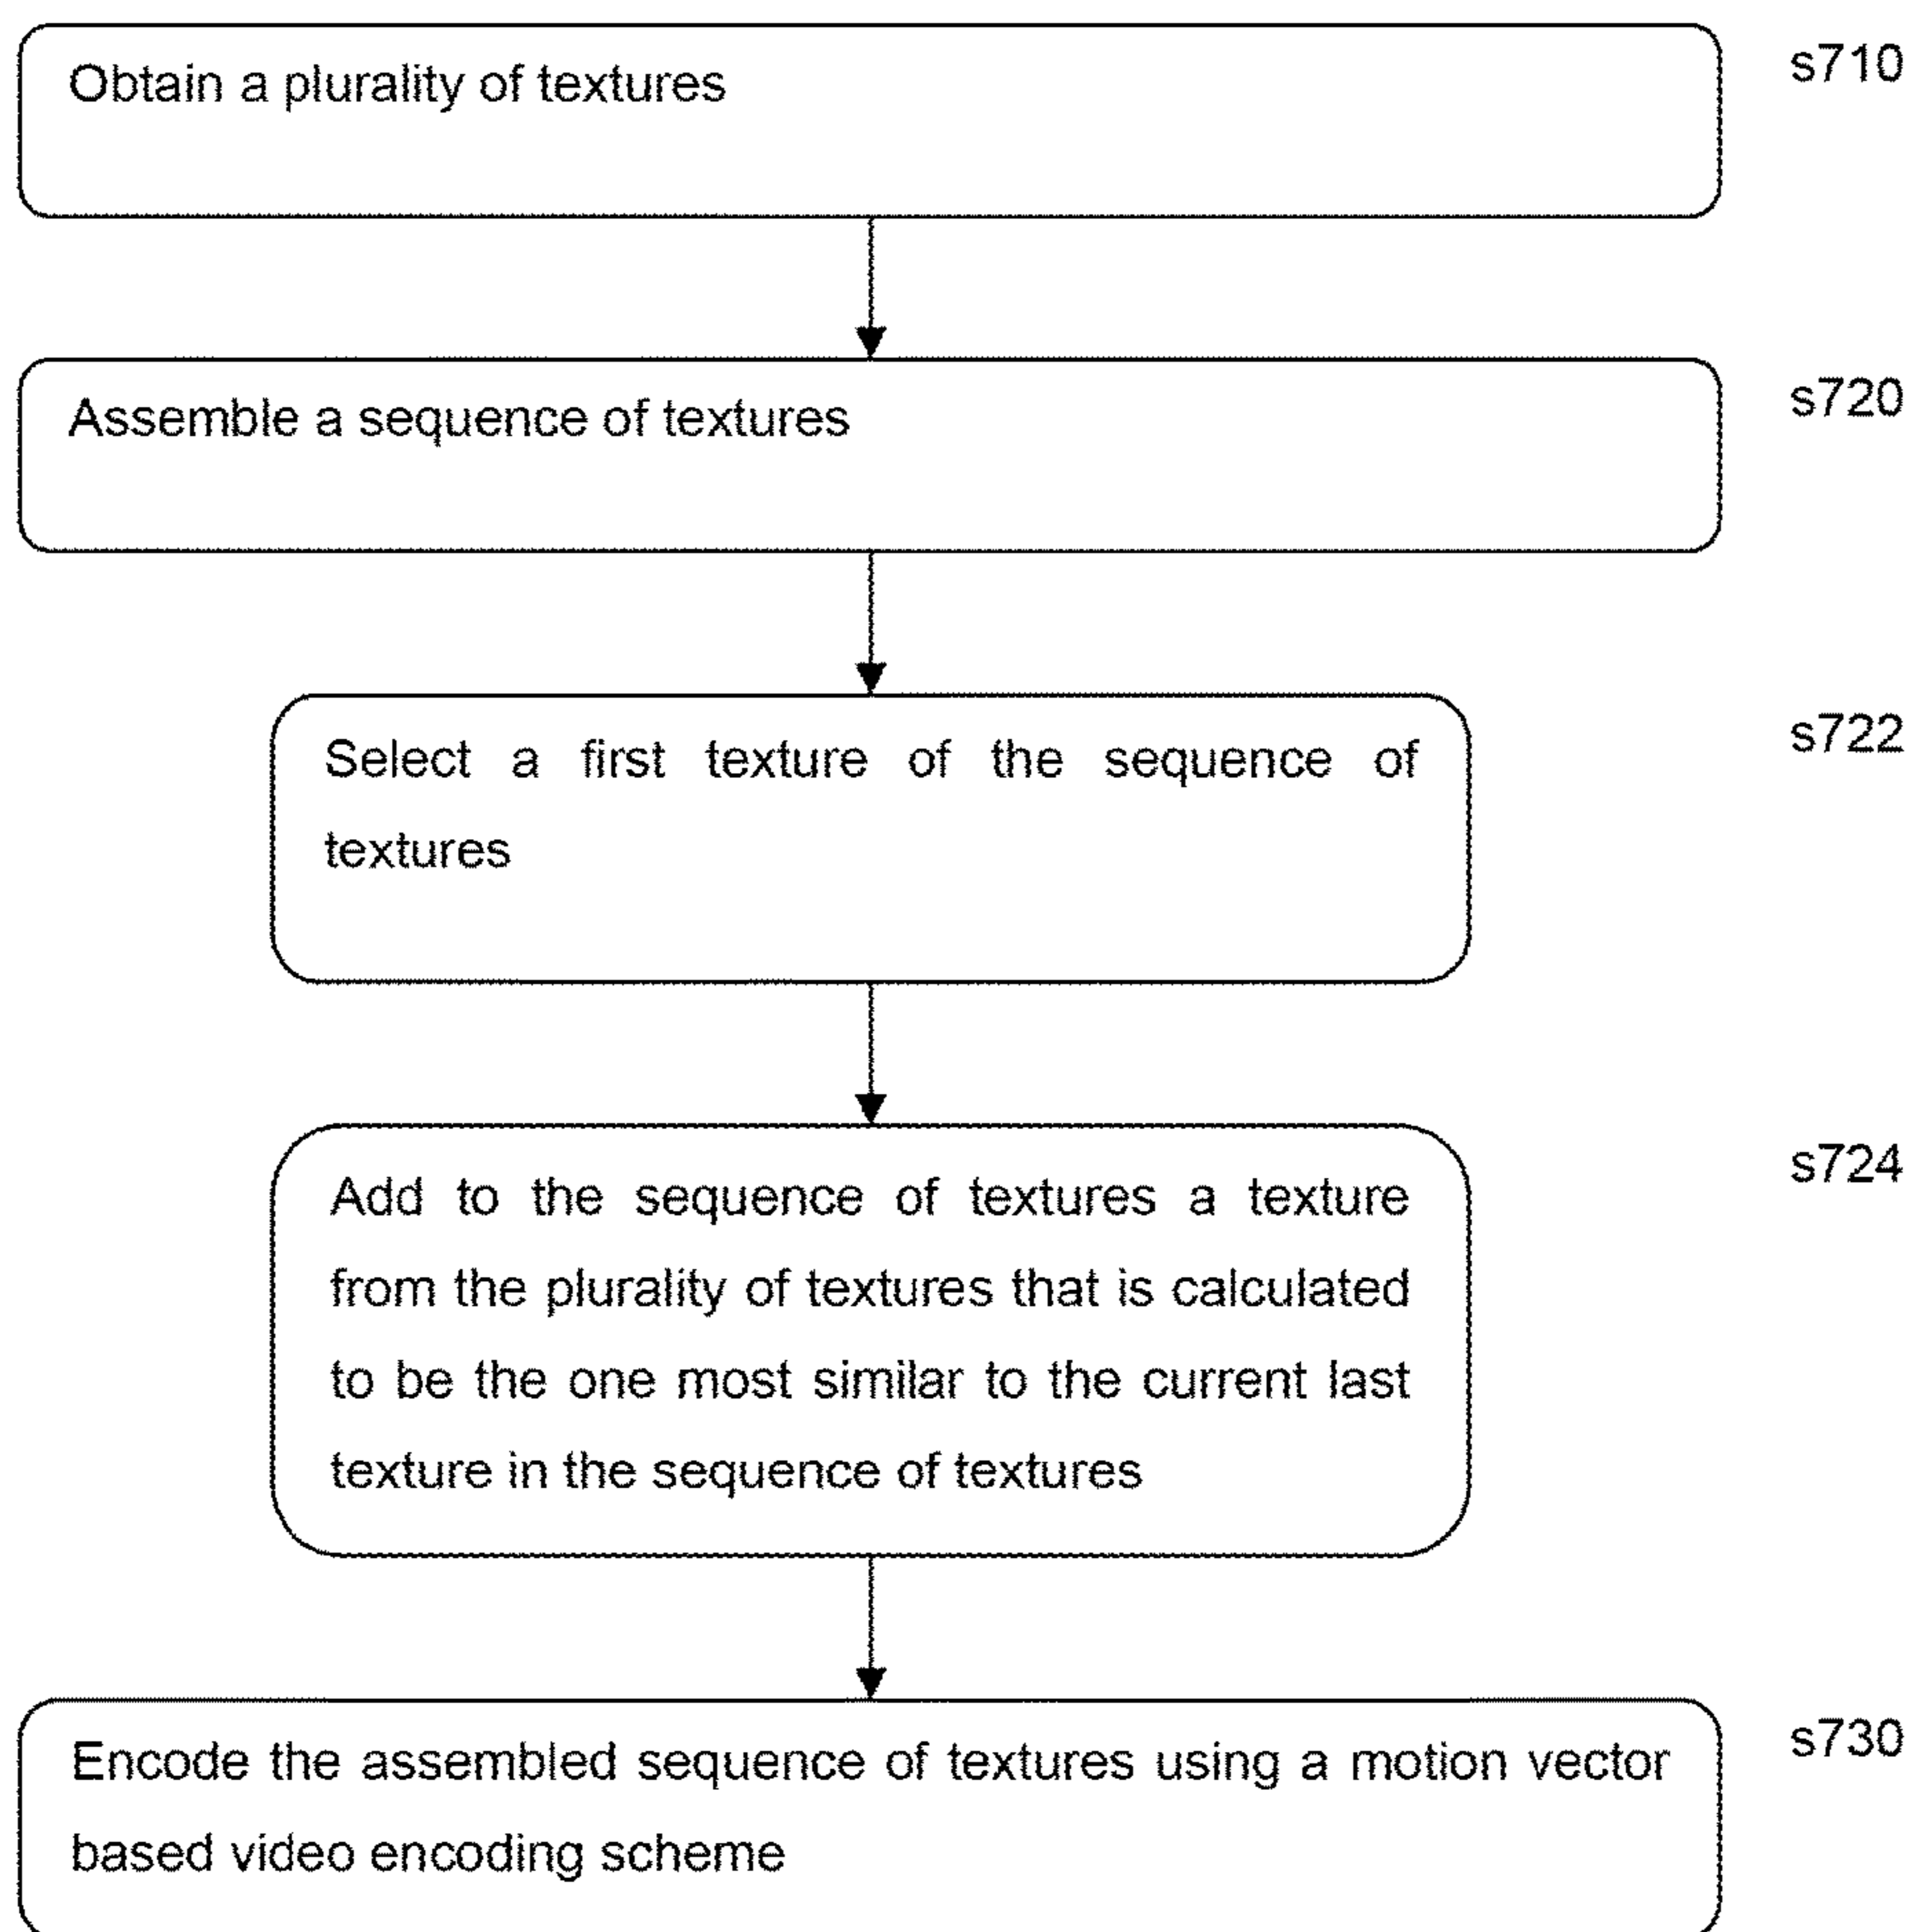 Obtain a plurality of textures
s710
Assemble a sequence of textures
s720
Select a first texture of the sequence of
textures
s722
Add to the sequence of textures a texture
from the plurality of textures that is calculated
to be the one most similar to the current last
texture in the sequence of textures
s724
Encode the assembled sequence of textures using a motion vector
based video encoding scheme
s730